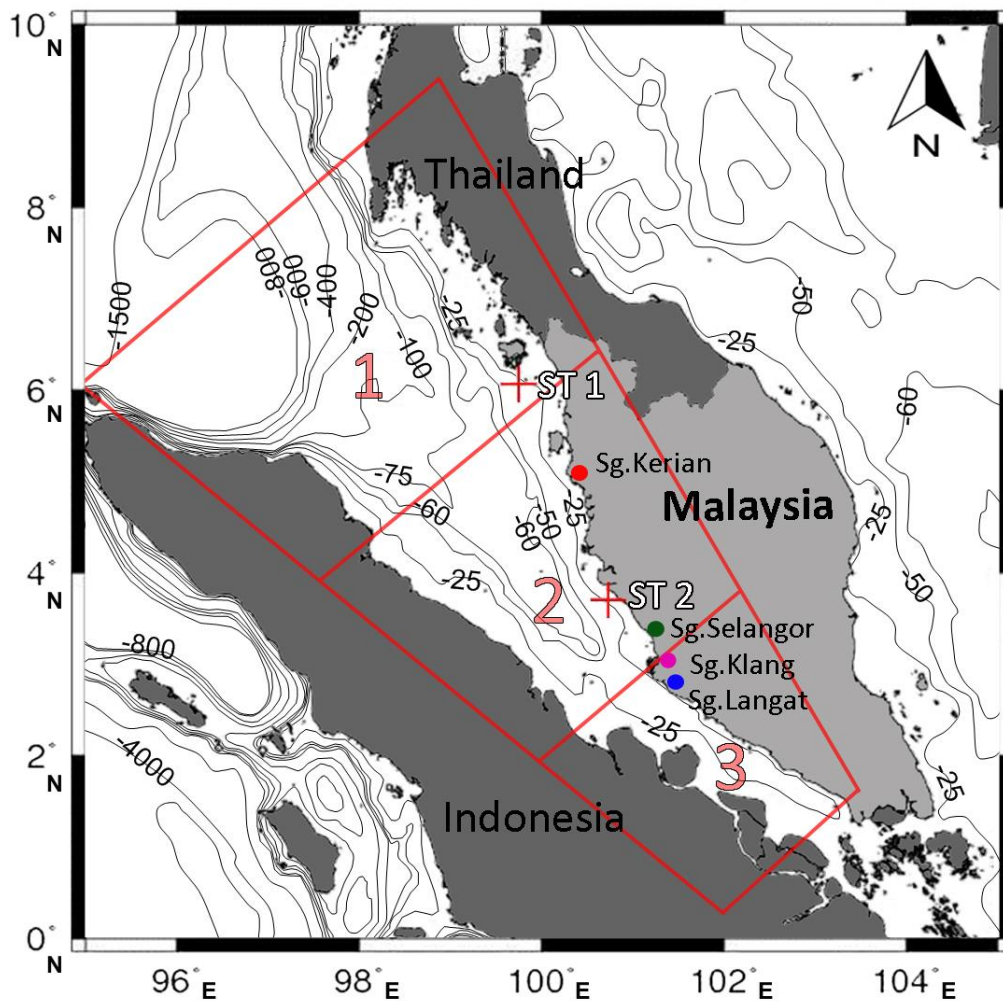 10°
N
N
Thailand
8°
N
-1500
-800
-600
-400
-200
-100
-25
-50
-25
1
6°
N
ST 1
-60
-75
-60
-25
-50
-60
-25
Sg.Kerian
Malaysia
-25
-50
4°
N
2
ST 2
Sg.Selangor
Sg.Klang
Sg.Langat
-800
-4000
-25
3
2°
N
-25
Indonesia
0°
N
96°E
98°E
100°E
102°E
104°E